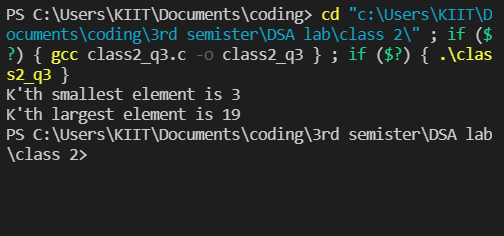 PS C:\Users\KIIT\Documents\coding> cd "c:\Users\KIIT\D
ocuments\coding\3rd semister\DSA lab\class 2\" ; if ($
?) { gcc class2_q3.c -o class2_q3 } ; if ($?) { .\clas
s2_q3 }
K'th smallest element is 3
K'th largest element is 19
PS C:\Users\KIIT\Documents\coding\3rd semister\DSA lab
\class 2>